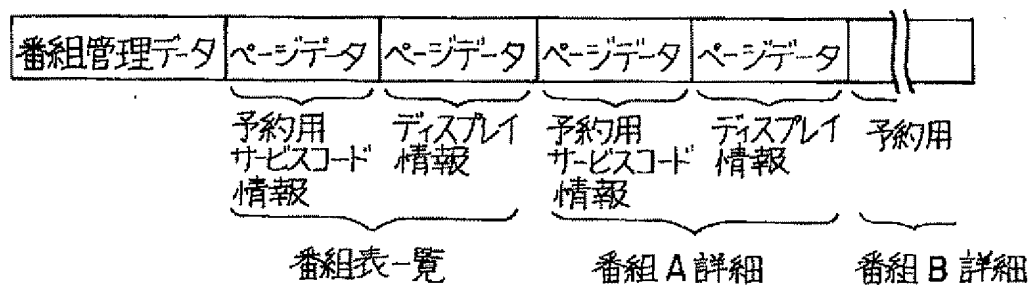 番組管理データ ページデータ ページデータ ページデータ ページデータ
予約用 ディスプレイ 予約用 ディスプレイ 予約用
サービスコード 情報 サービスコード 情報
情報 情報
番組表一覧 番組A詳細 番組B詳細